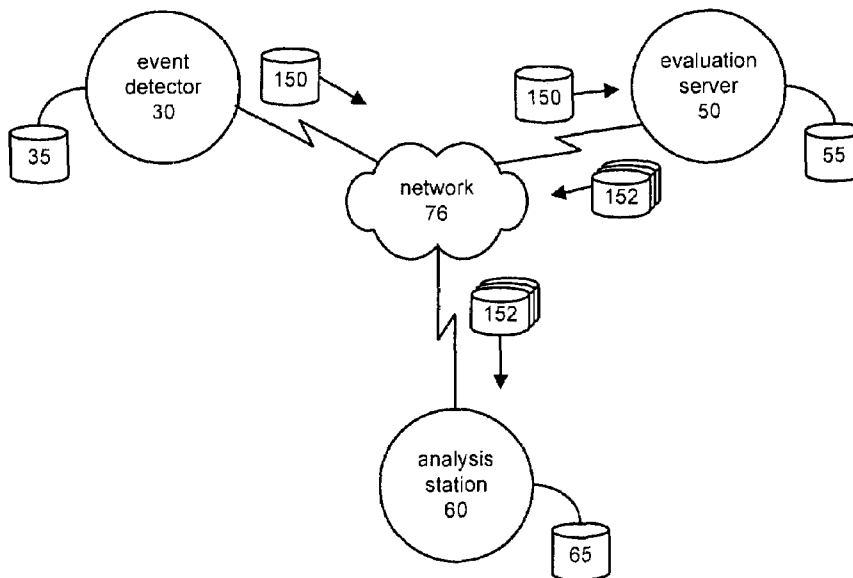 event
detector
30
150
35
150
evaluation
server
50
55
network
76
152
152
analysis
station
60
65